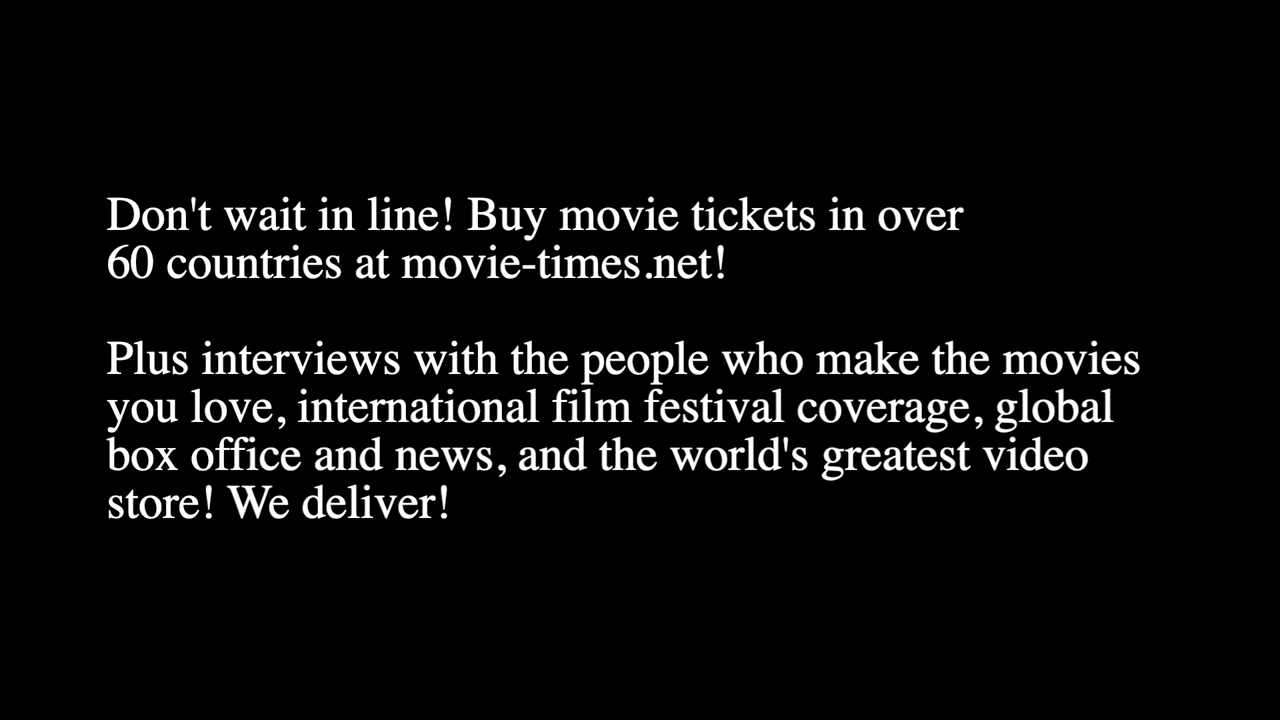 Don't wait in line! Buy movie tickets in over
60 countries at movie-times.net!
Plus interviews with the people who make the movies
you love, international film festival coverage, global
box office and news, and the world's greatest video
store! We deliver!